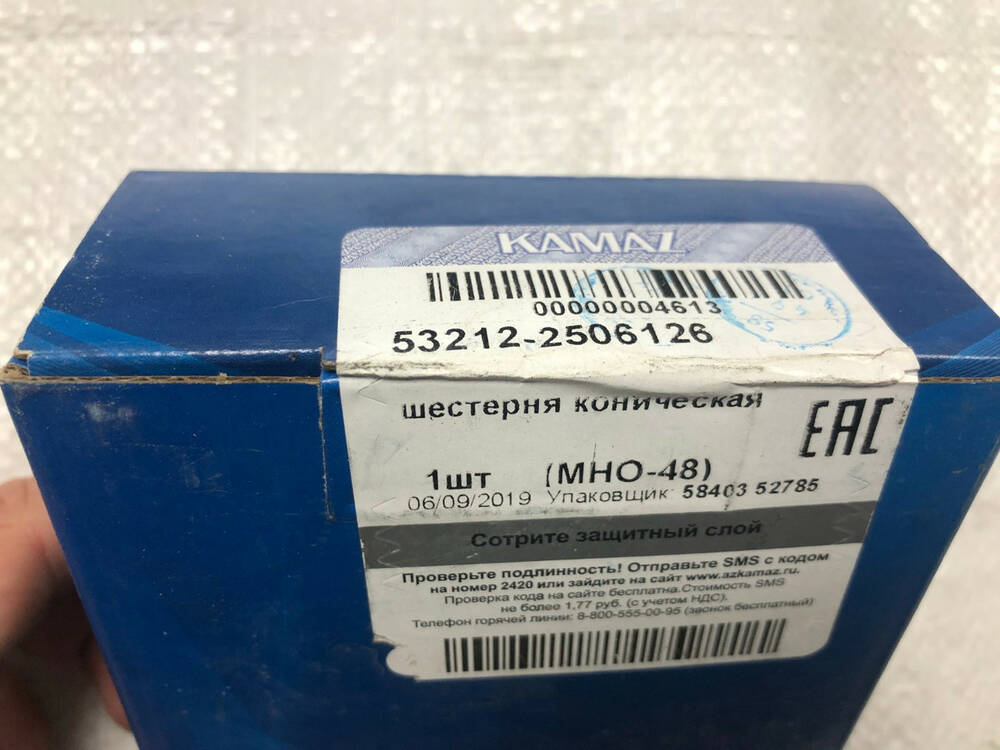 KAMAZ
00000004613
53212-2506126
шестерня коническая
EAC
1шт (МНО-48)
06/09/2019 Упаковщик: 58403 52785
Сотрите защитный слой
Проверьте подлинность! Отправьте SMS с кодом
на номер 2420 или зайдите на сайт www.azkamaz.ru.
Проверка кода на сайте бесплатна. Стоимость SMS
не более 1,77 руб. (с учетом НДС).
Телефон горячей линии: 8-800-555-00-95 (звонок бесплатный)